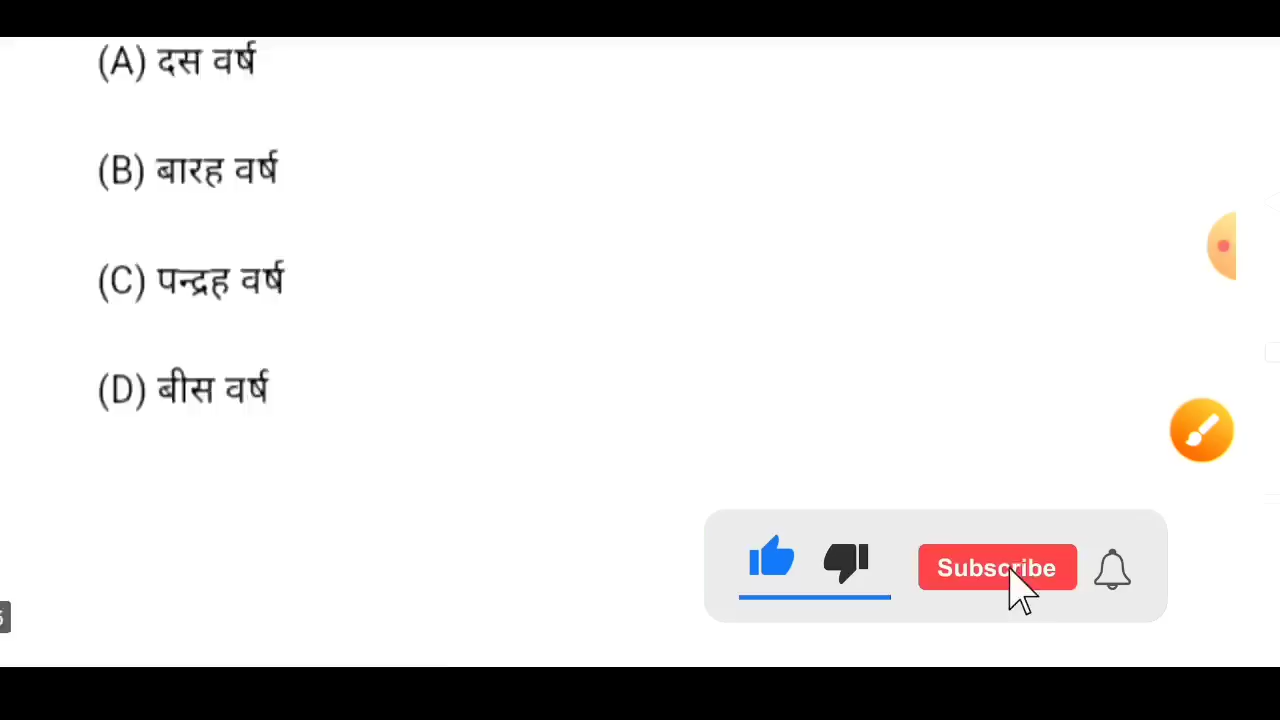 (A) दस वर्ष
(B) बारह वर्ष
(C) पन्द्रह वर्ष
(D) बीस वर्ष
Subscribe